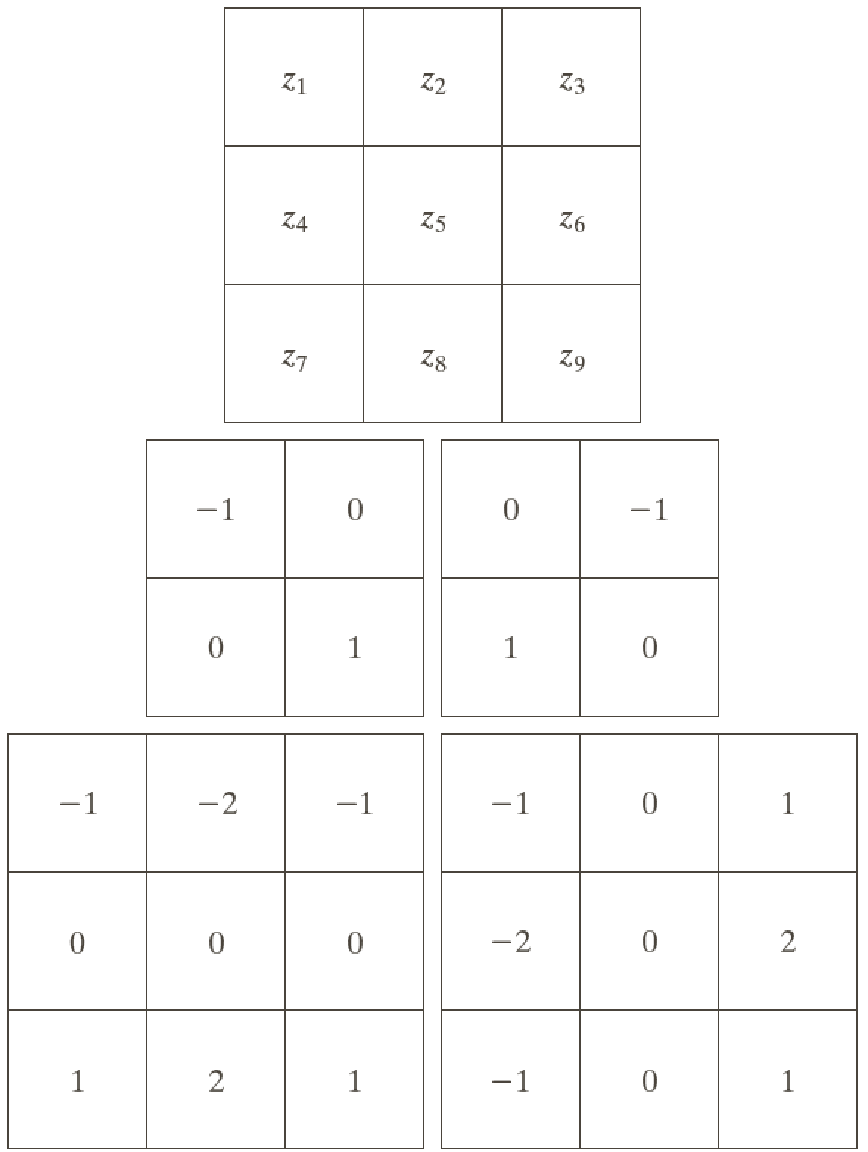 z₁ z₂ z₃
z₄ z₅ z₆
z₇ z₈ z₉
−1 0 0 −1
0 1 1 0
−1 −2 −1 −1 0 1
0 0 0 −2 0 2
1 2 1 −1 0 1